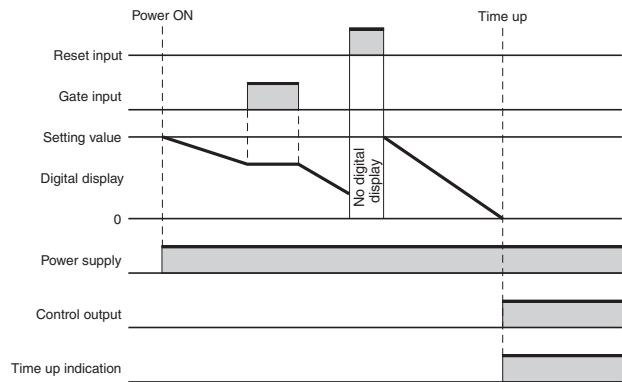 Power ON
Time up
Reset input
Gate input
Setting value
Digital display
No digital
display
0
Power supply
Control output
Time up indication